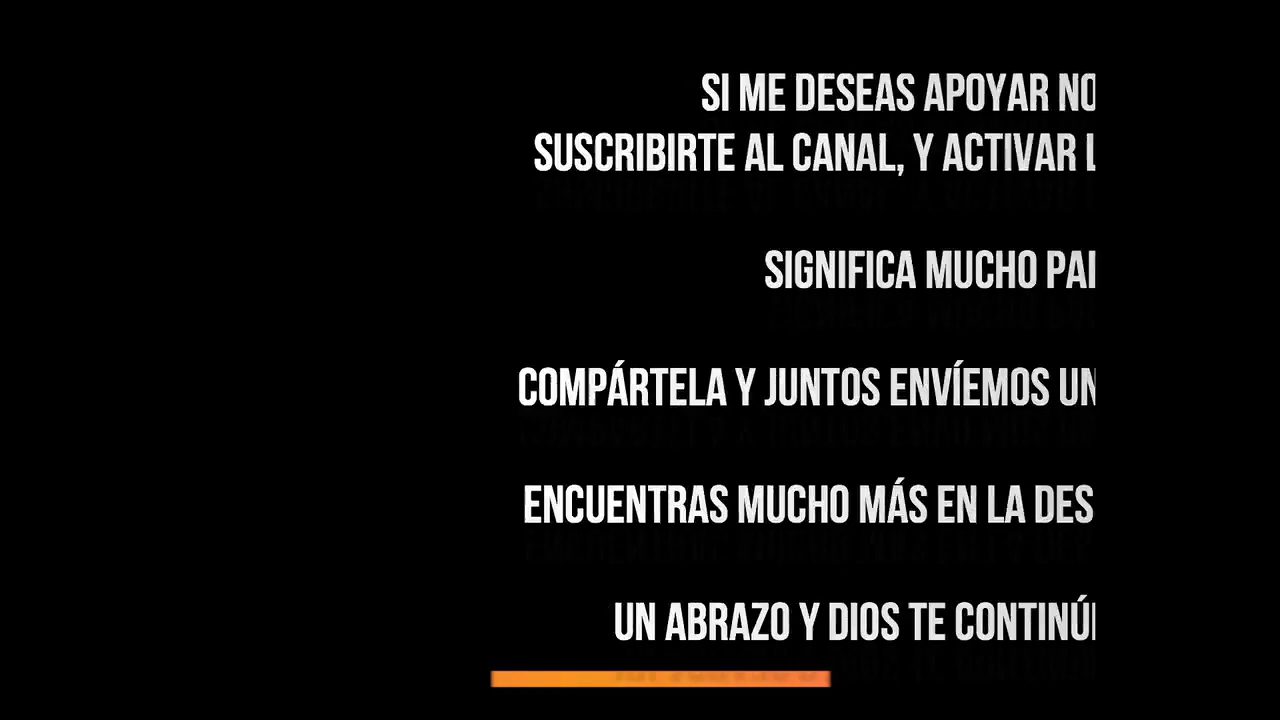 SI ME DESEAS APOYAR NO
SUSCRIBIRTE AL CANAL, Y ACTIVAR L
SIGNIFICA MUCHO PA
COMPÁRTELA Y JUNTOS ENVÍEMOS UN
ENCUENTRAS MUCHO MÁS EN LA DES
UN ABRAZO Y DIOS TE CONTINÚ